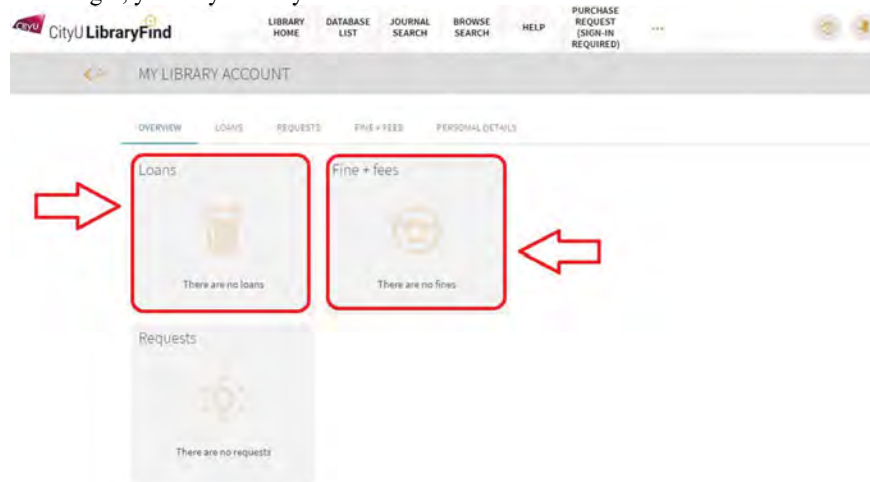 CityU LibraryFind
LIBRARY HOME
DATABASE LIST
JOURNAL SEARCH
BROWSE SEARCH
HELP
PURCHASE REQUEST (SIGN-IN REQUIRED)
...
MY LIBRARY ACCOUNT
OVERVIEW LOANS REQUESTS FINE + FEES PERSONAL DETAILS
Loans
There are no loans
Fine + fees
There are no fines
Requests
There are no requests